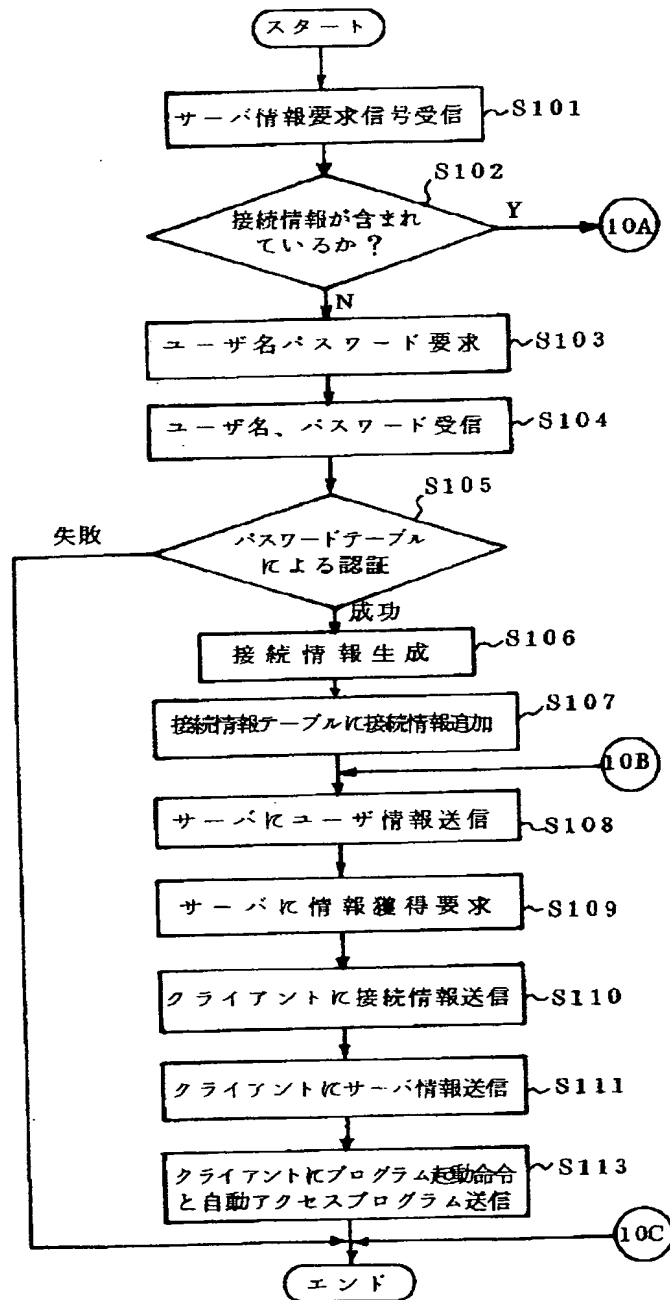 スタート
サーバ情報要求信号受信
S101
S102
接続情報が含まれ
ているか?
Y
10A
N
ユーザ名パスワード要求
S103
ユーザ名、パスワード受信
S104
S105
失敗
パスワードテーブル
による認証
成功
接続情報生成
S106
接続情報テーブルに接続情報追加
S107
10B
サーバにユーザ情報送信
S108
サーバに情報獲得要求
S109
クライアントに接続情報送信
S110
クライアントにサーバ情報送信
S111
クライアントにプログラム起動命令
と自動アクセスプログラム送信
S113
10C
エンド